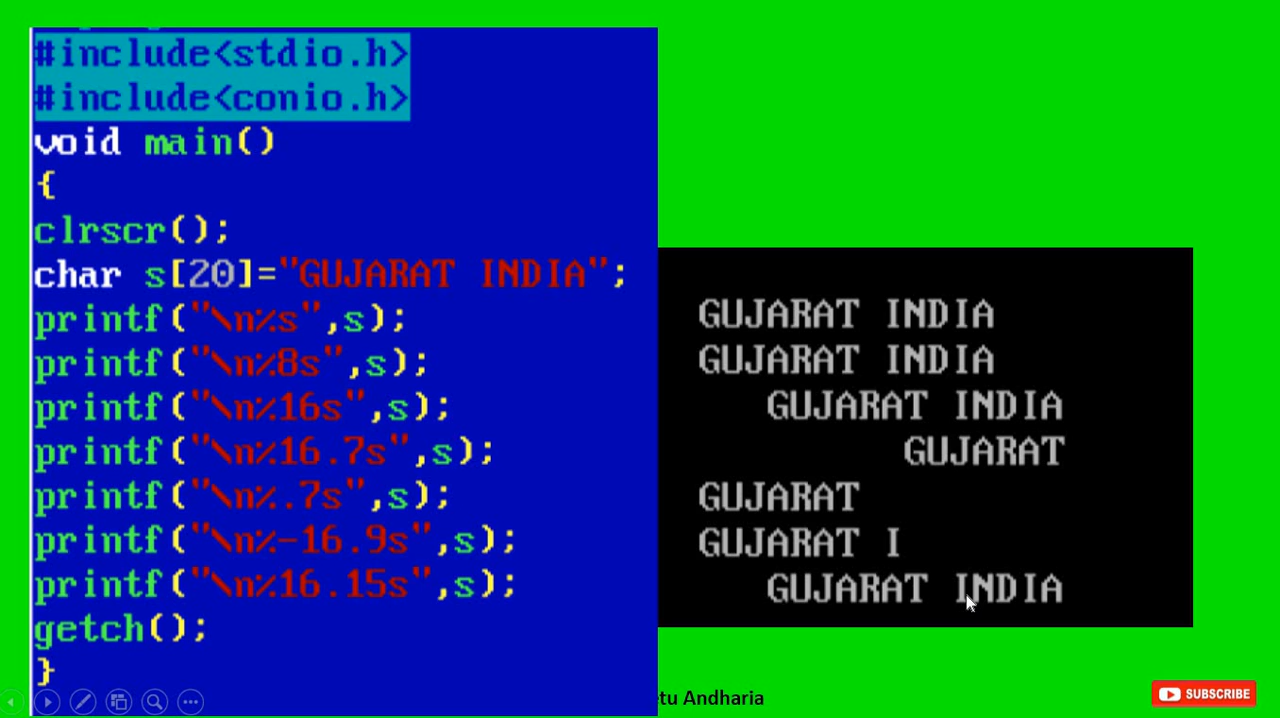 #include<stdio.h>
#include<conio.h>
void main()
{
clrscr();
char s[20]="GUJARAT INDIA";
printf("\n%s",s);
printf("\n%8s",s);
printf("\n%16s",s);
printf("\n%16.7s",s);
printf("\n%.7s",s);
printf("\n%-16.9s",s);
printf("\n%16.15s",s);
getch();
}
GUJARAT INDIA
GUJARAT INDIA
GUJARAT INDIA
GUJARAT
GUJARAT
GUJARAT I
GUJARAT INDIA
Andharia
SUBSCRIBE